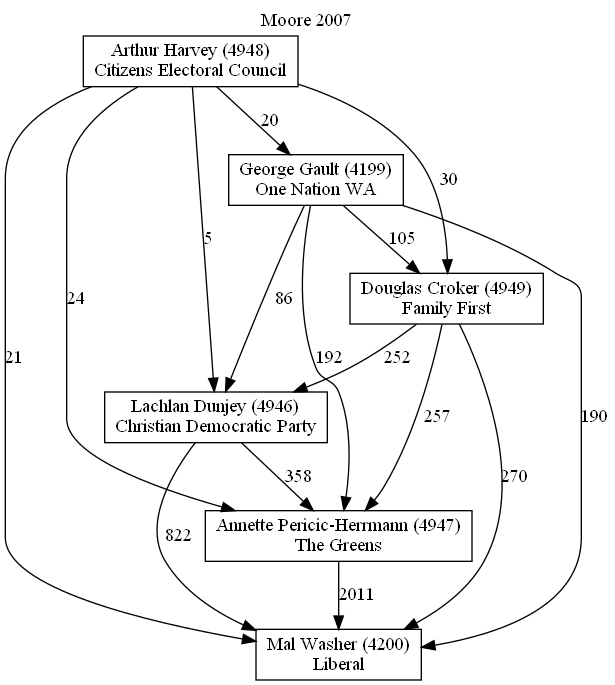 Moore 2007
Arthur Harvey (4948)
Citizens Electoral Council
20
George Gault (4199)
One Nation WA
30
5
105
Douglas Croker (4949)
Family First
24
86
21
192
252
190
Lachlan Dunjey (4946)
Christian Democratic Party
257
358
270
Annette Pericic-Herrmann (4947)
The Greens
822
2011
Mal Washer (4200)
Liberal